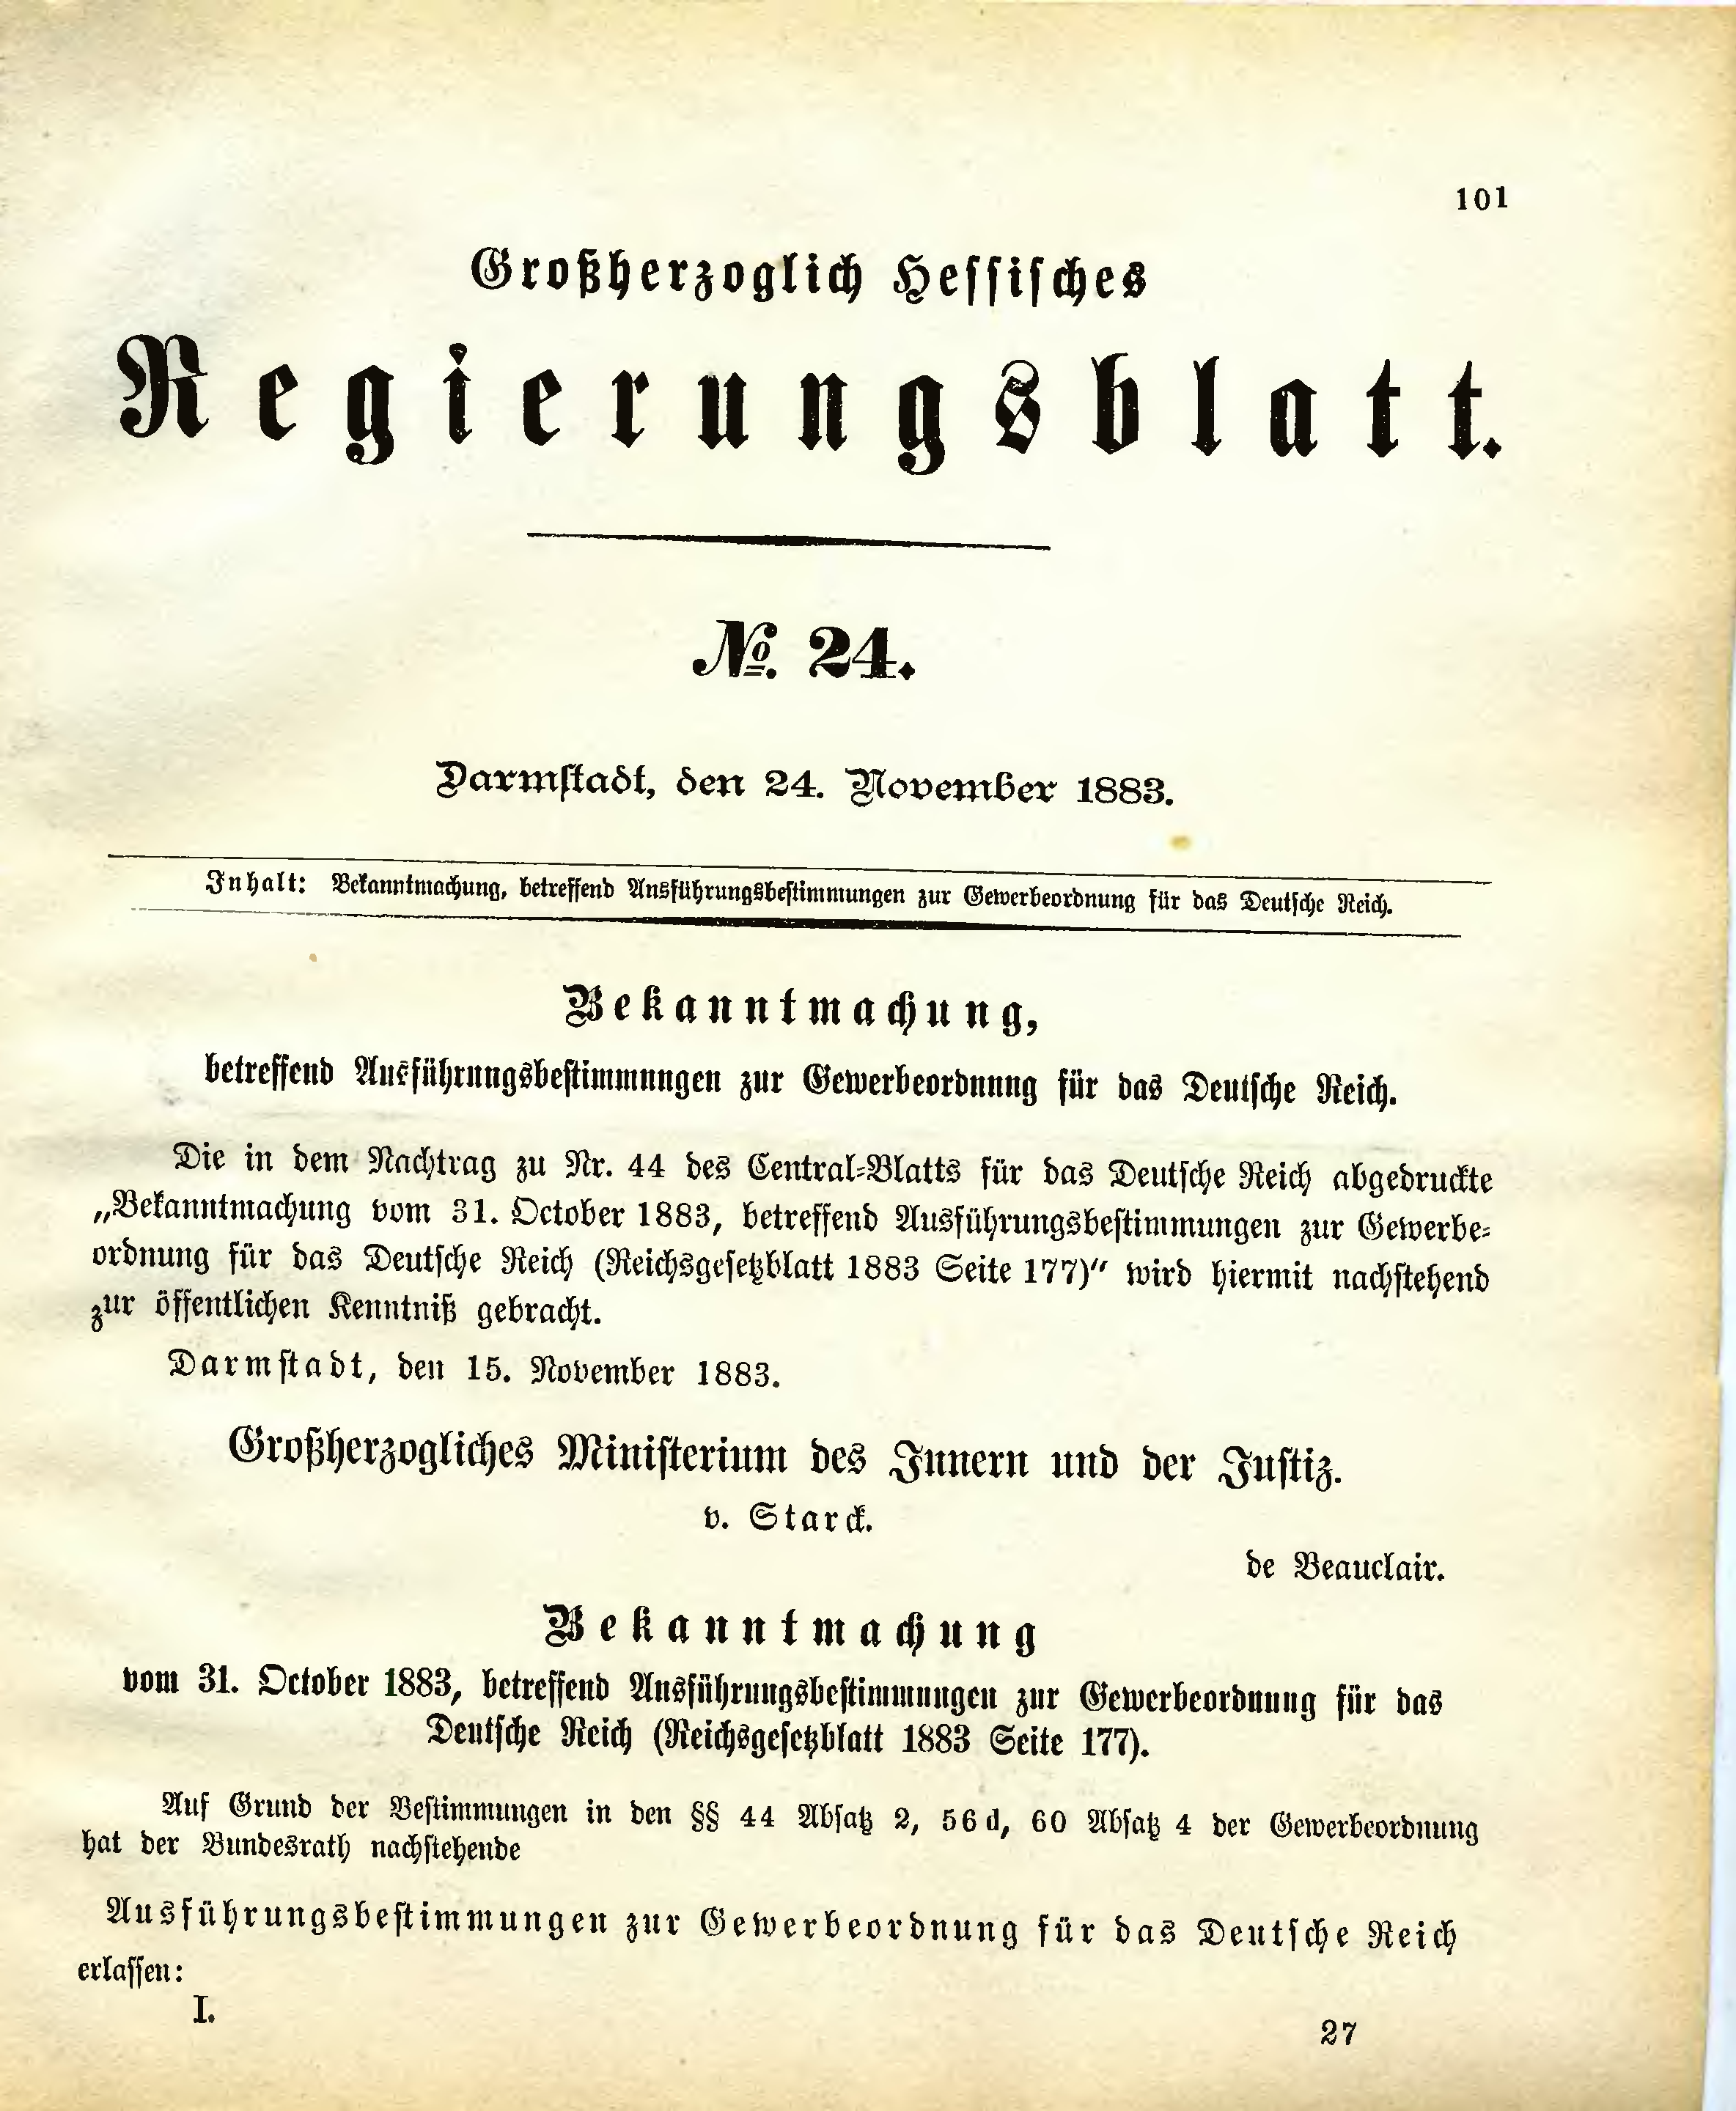 101
Großherzoglich Hessisches
Regierungsblatt.
№. 24.
Darmstadt, den 24. November 1883.
Inhalt: Bekanntmachung, betreffend Ausführungsbestimmungen zur Gewerbeordnung für das Deutsche Reich.
Bekanntmachung,
betreffend Ausführungsbestimmungen zur Gewerbeordnung für das Deutsche Reich.
Die in dem Nachtrag zu Nr. 44 des Central-Blatts für das Deutsche Reich abgedruckte
„Bekanntmachung vom 31. October 1883, betreffend Ausführungsbestimmungen zur Gewerbe-
ordnung für das Deutsche Reich (Reichsgesetzblatt 1883 Seite 177)“ wird hiermit nachstehend
zur öffentlichen Kenntniß gebracht.
Darmstadt, den 15. November 1883.
Großherzogliches Ministerium des Innern und der Justiz.
v. Starck.
de Beauclair.
Bekanntmachung
vom 31. October 1883, betreffend Ausführungsbestimmungen zur Gewerbeordnung für das
Deutsche Reich (Reichsgesetzblatt 1883 Seite 177).
Auf Grund der Bestimmungen in den §§ 44 Absatz 2, 56 d, 60 Absatz 4 der Gewerbeordnung
hat der Bundesrath nachstehende
Ausführungsbestimmungen zur Gewerbeordnung für das Deutsche Reich
erlassen:
I.
27